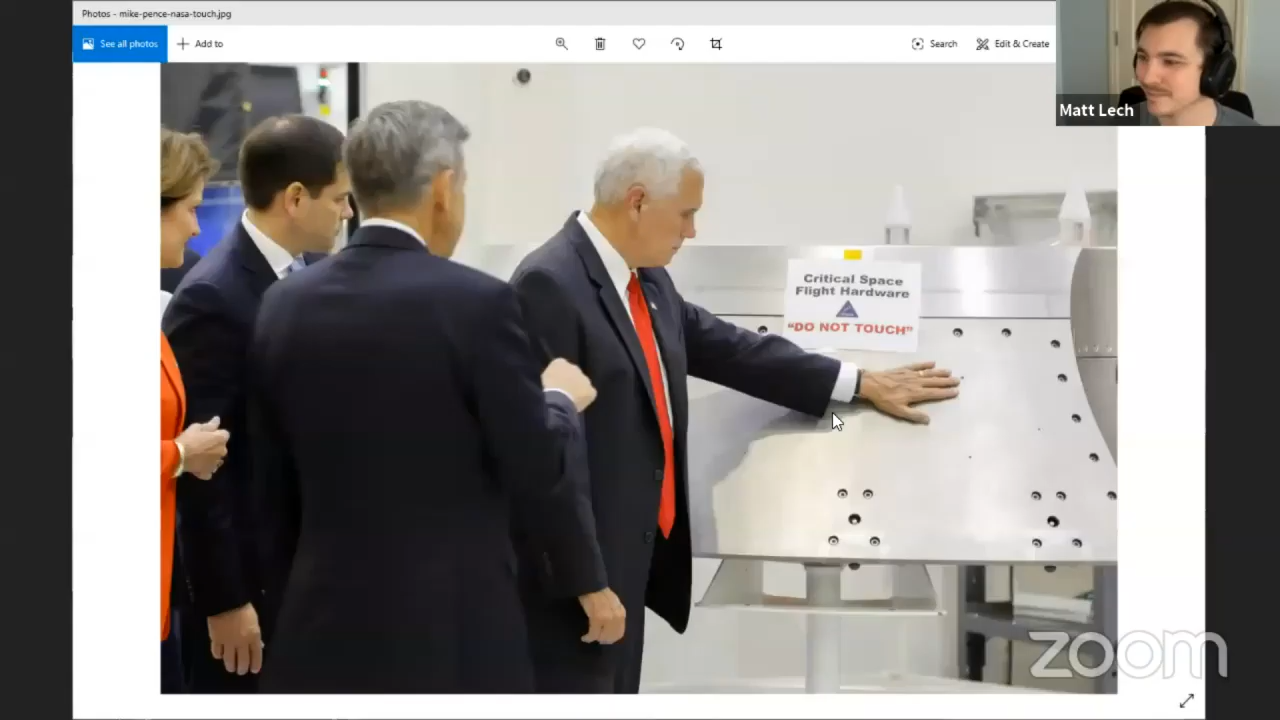 Photos - mike-pence-nasa-touch.jpg
See all photos
Add to
Search
Edit & Create
Matt Lech
Critical Space
Flight Hardware
"DO NOT TOUCH"
zoom